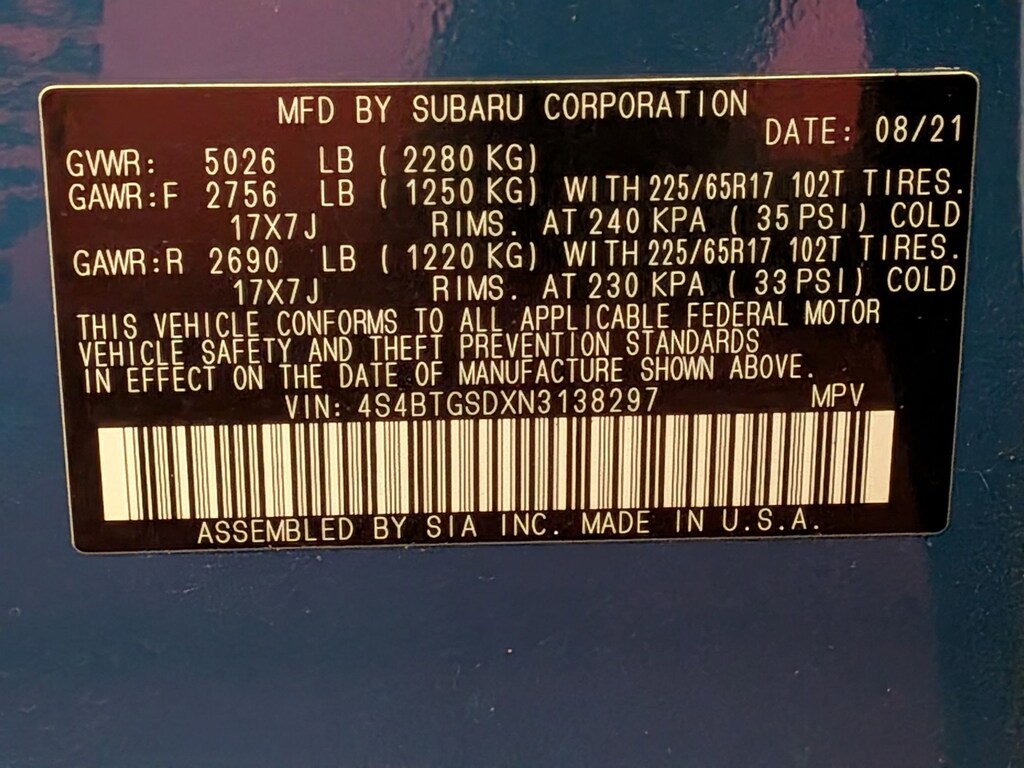 MFD BY SUBARU CORPORATION
DATE: 08/21
GVWR: 5026 LB ( 2280 KG)
GAWR:F 2756 LB ( 1250 KG) WITH 225/65R17 102T TIRES.
17X7J RIMS. AT 240 KPA ( 35 PSI) COLD
GAWR:R 2690 LB ( 1220 KG) WITH 225/65R17 102T TIRES.
17X7J RIMS. AT 230 KPA ( 33 PSI) COLD
THIS VEHICLE CONFORMS TO ALL APPLICABLE FEDERAL MOTOR
VEHICLE SAFETY AND THEFT PREVENTION STANDARDS
IN EFFECT ON THE DATE OF MANUFACTURE SHOWN ABOVE.
VIN: 4S4BTGSDXN3138297 MPV
ASSEMBLED BY SIA INC. MADE IN U.S.A.